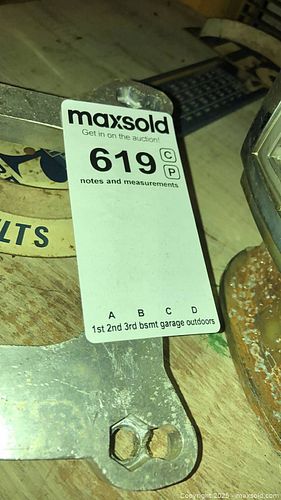 maxsold
Get in on the auction!
619 C
P
notes and measurements
LTS
A B C D
1st 2nd 3rd bsmt garage outdoors
Copyright 2025 - maxsold.com